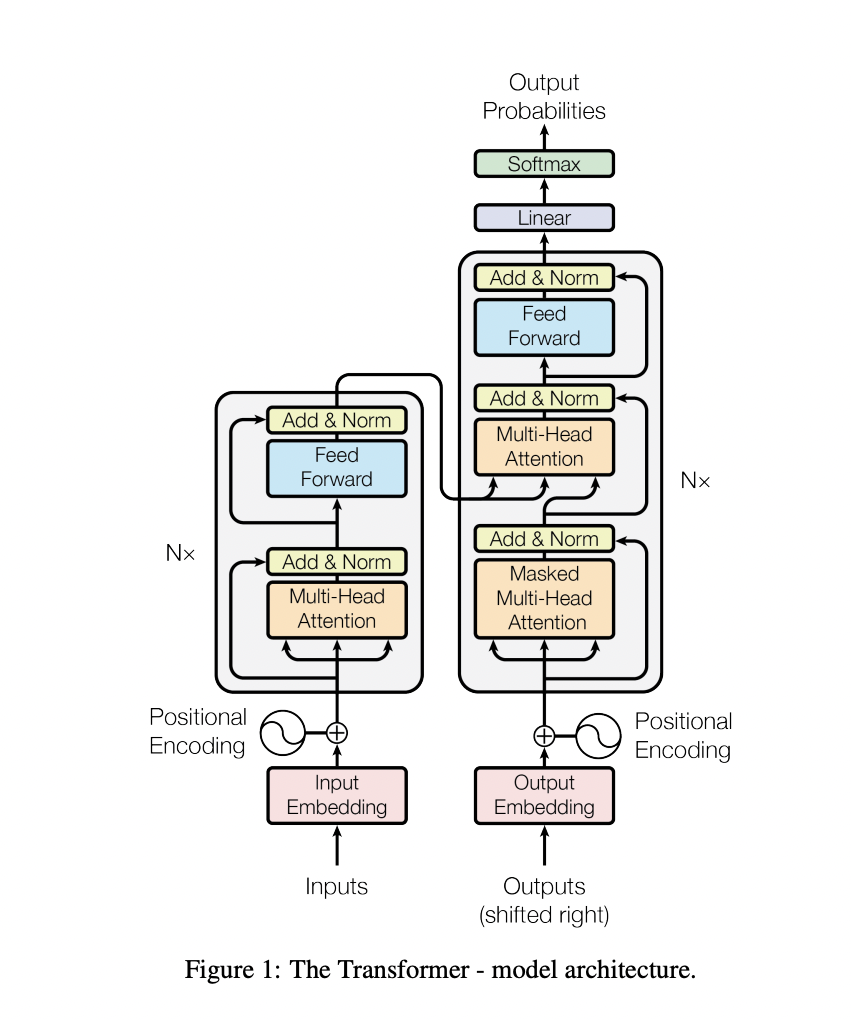 Output
Probabilities
Softmax
Linear
Add & Norm
Feed
Forward
Add & Norm
Multi-Head
Attention
Add & Norm
Masked
Multi-Head
Attention
N×
Add & Norm
Feed
Forward
Add & Norm
Multi-Head
Attention
N×
Positional
Encoding
Positional
Encoding
Input
Embedding
Output
Embedding
Inputs
Outputs
(shifted right)
Figure 1: The Transformer - model architecture.